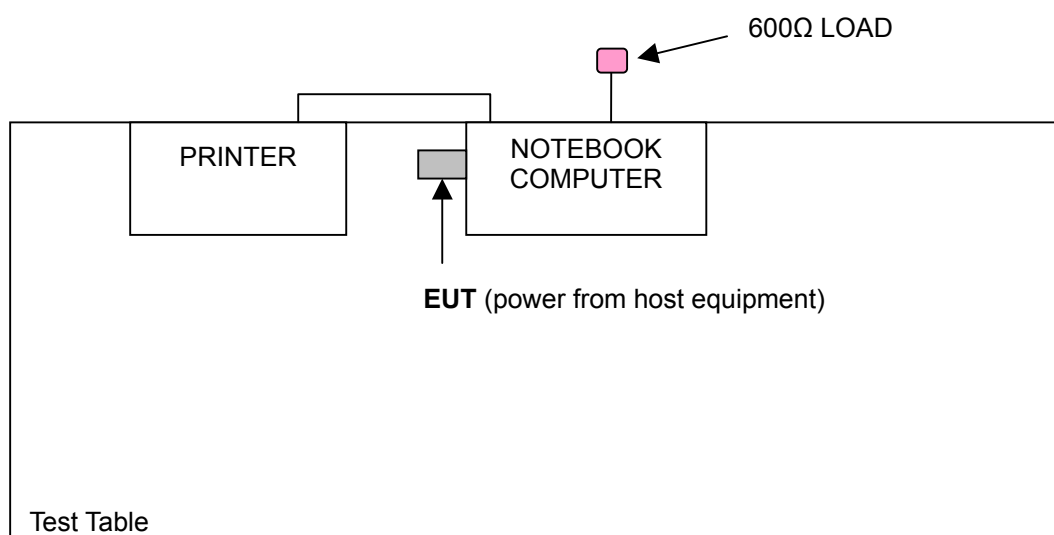 600Ω LOAD
PRINTER
NOTEBOOK
COMPUTER
EUT (power from host equipment)
Test Table